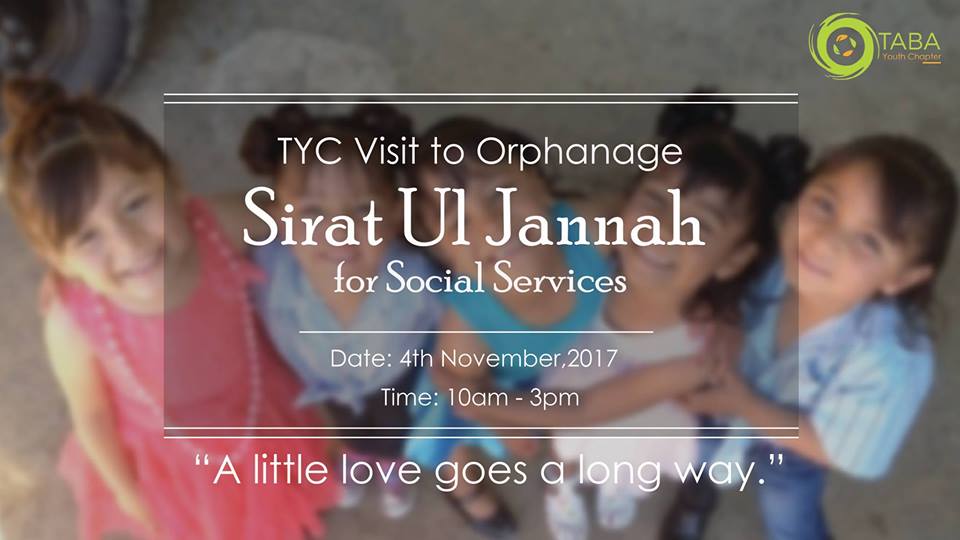 TABA
Youth Chapter
TYC Visit to Orphanage
Sirat Ul Jannah
for Social Services
Date: 4th November,2017
Time: 10am - 3pm
“A little love goes a long way.”